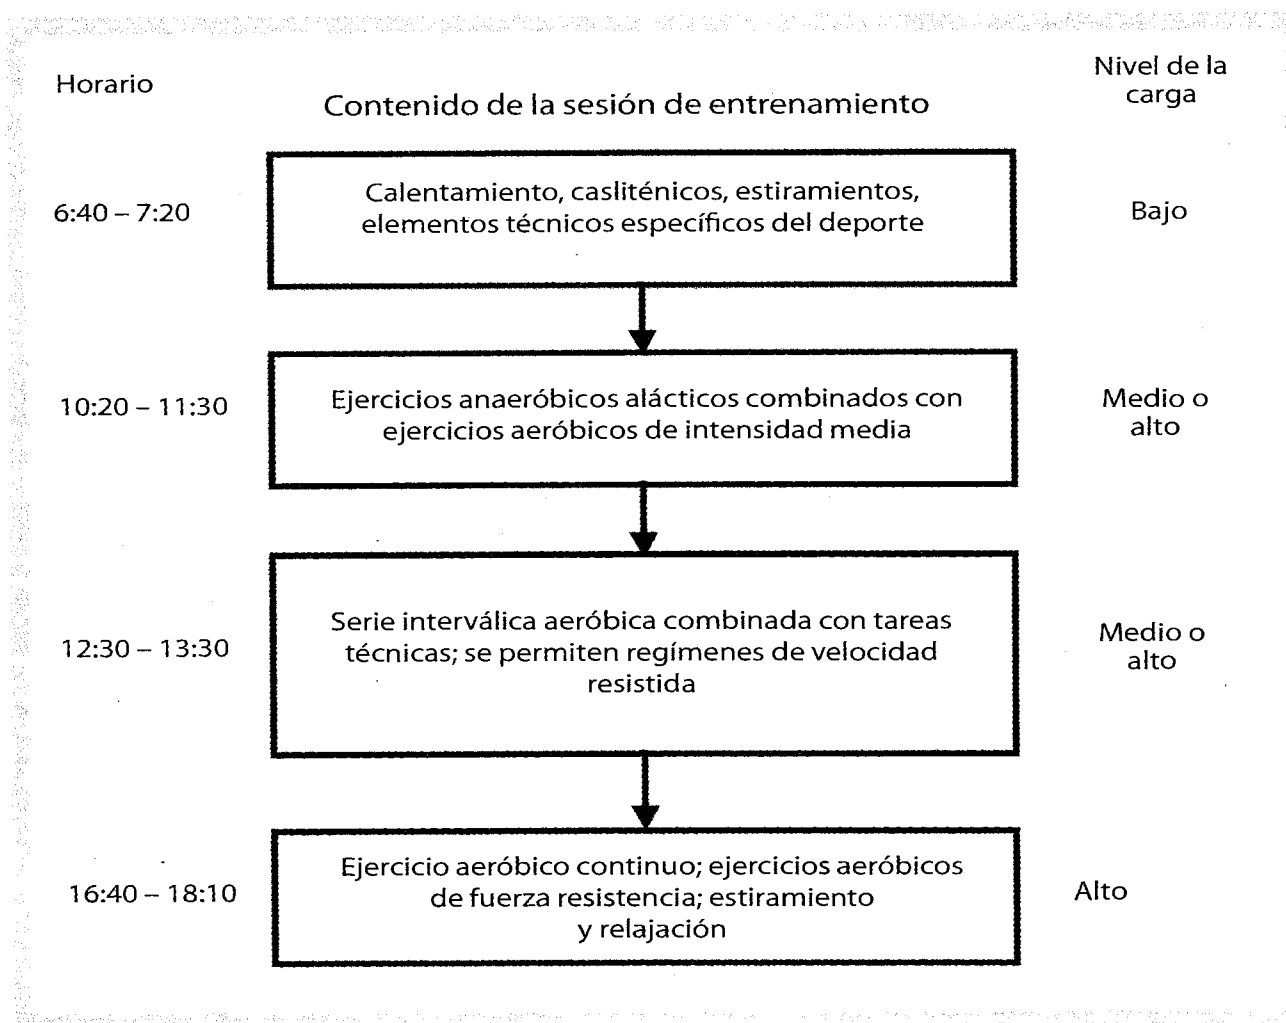 Horario
Contenido de la sesión de entrenamiento
Nivel de la
carga
6:40 – 7:20
Calentamiento, casliténicos, estiramientos,
elementos técnicos específicos del deporte
Bajo
10:20 – 11:30
Ejercicios anaeróbicos alácticos combinados con
ejercicios aeróbicos de intensidad media
Medio o
alto
12:30 – 13:30
Serie interválica aeróbica combinada con tareas
técnicas; se permiten regímenes de velocidad
resistida
Medio o
alto
16:40 – 18:10
Ejercicio aeróbico continuo; ejercicios aeróbicos
de fuerza resistencia; estiramiento
y relajación
Alto